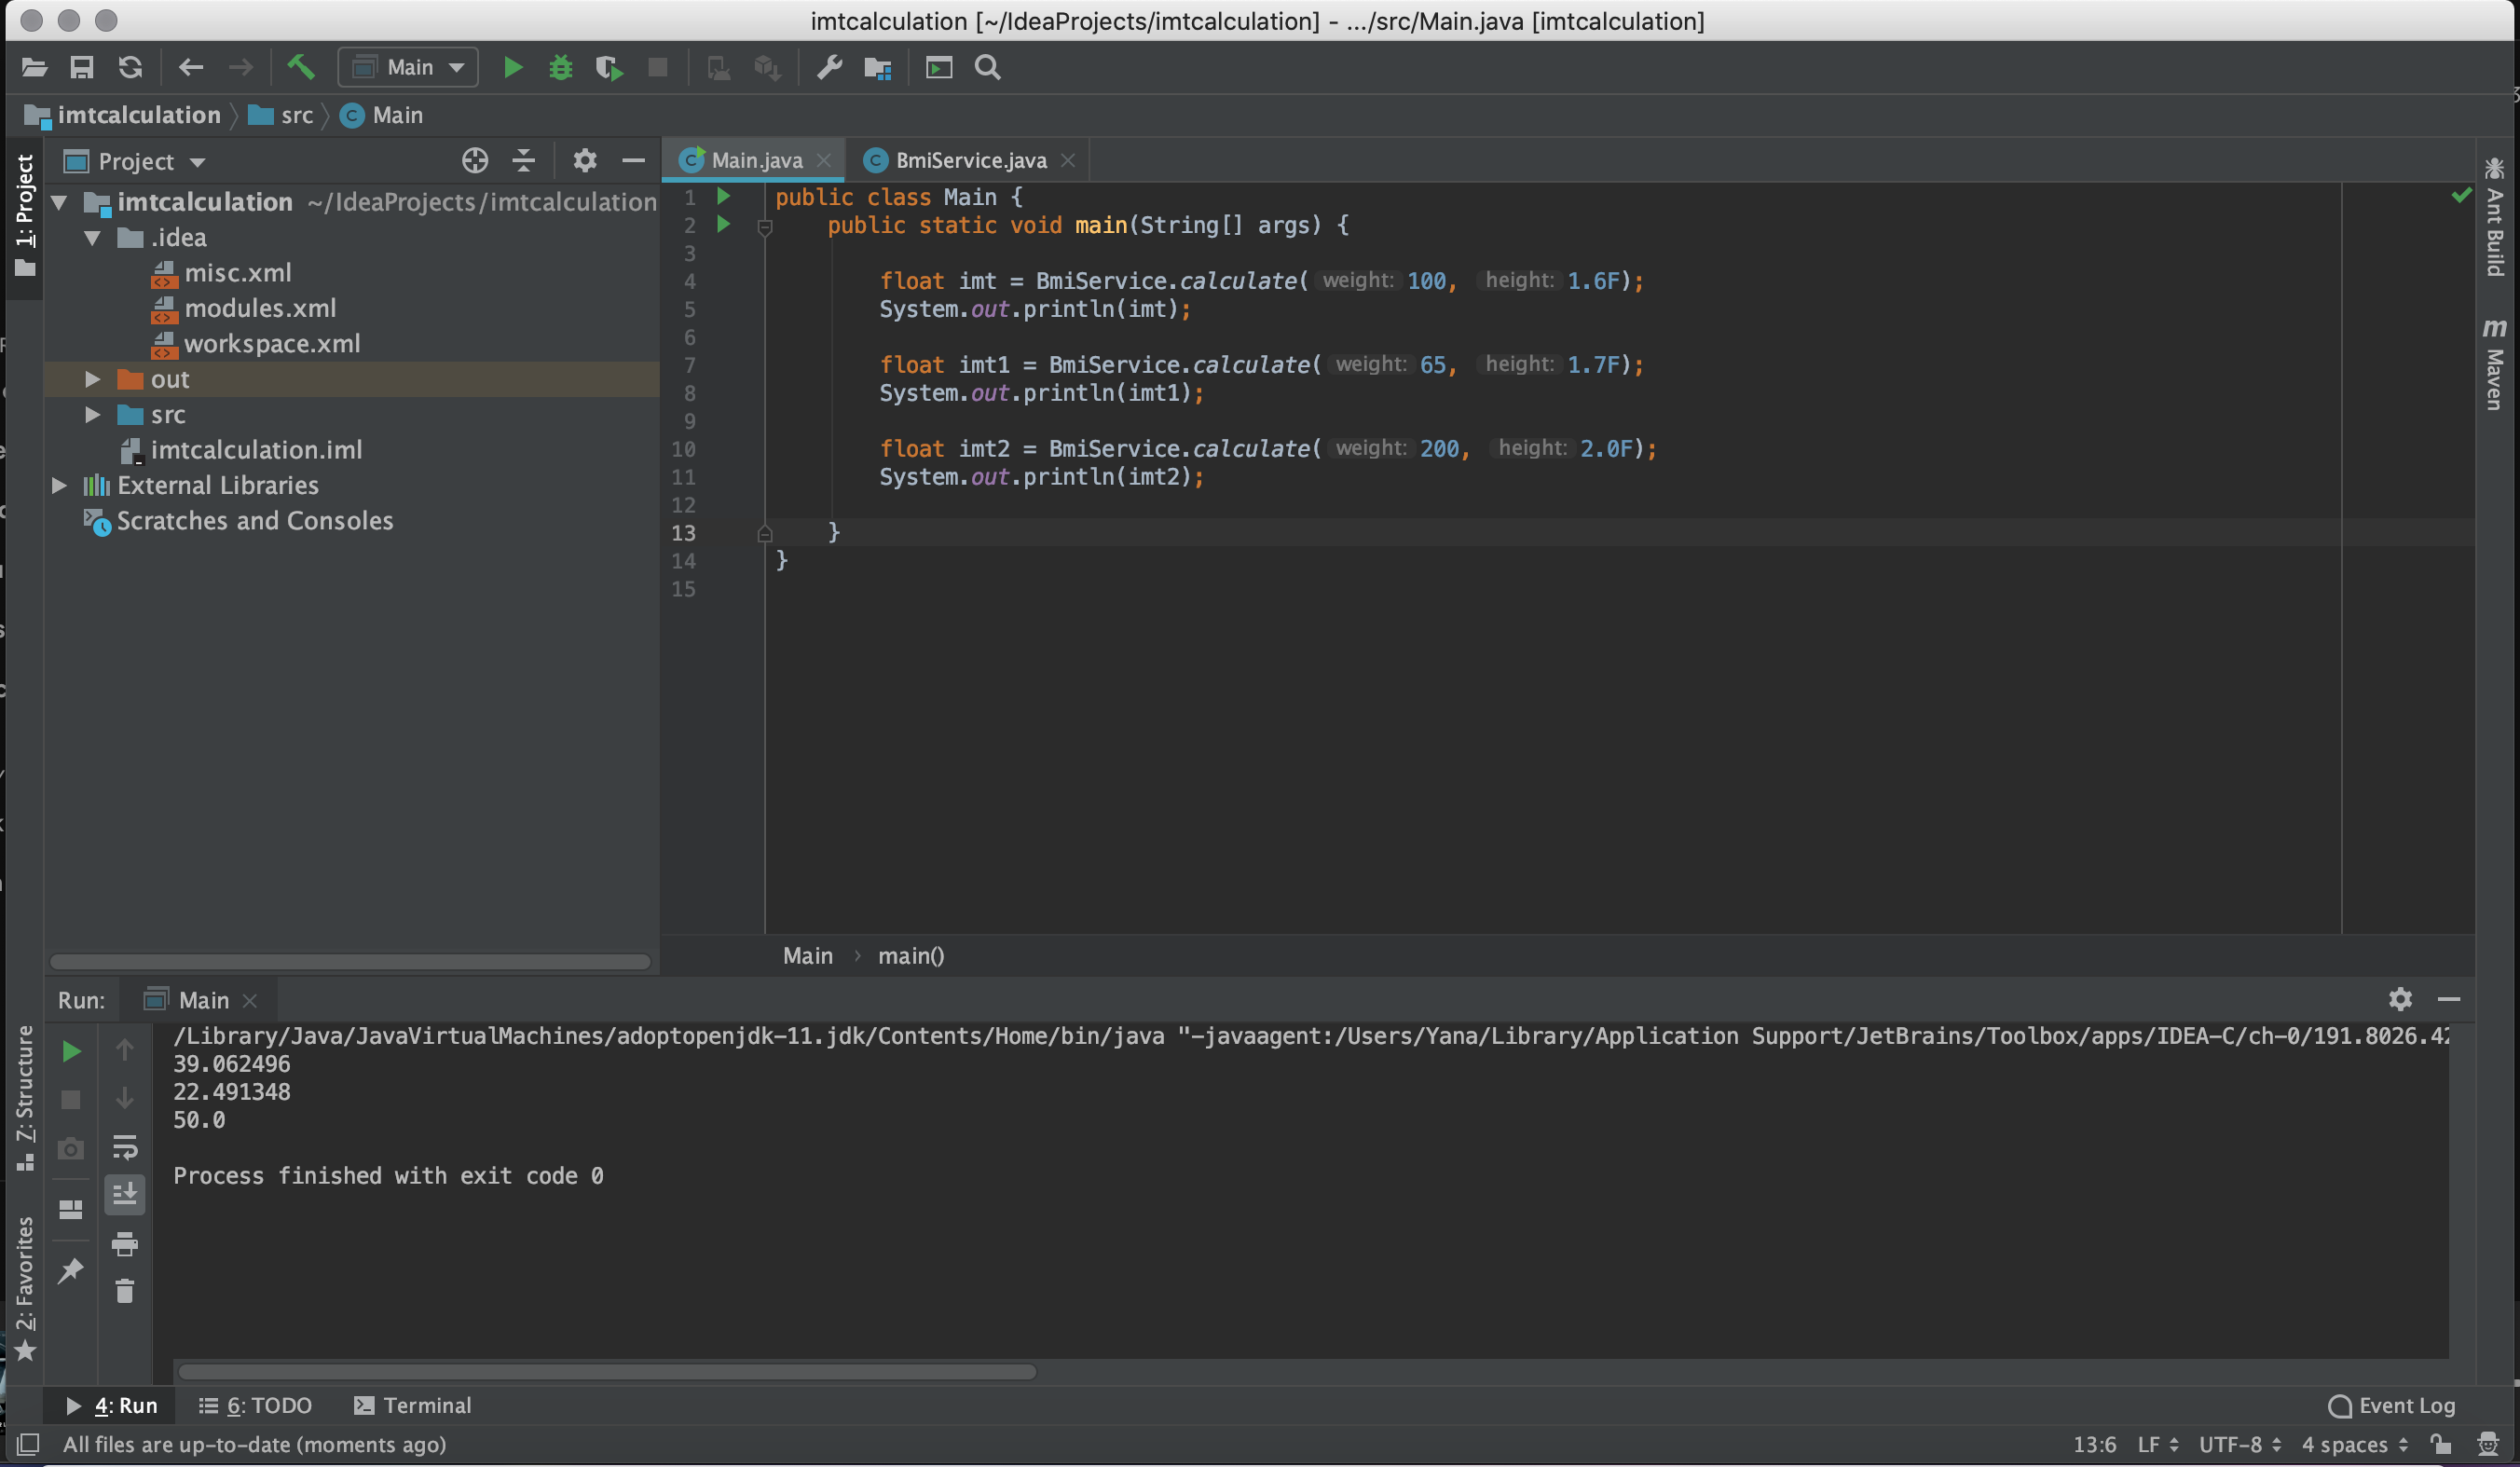 imtcalculation [~/IdeaProjects/imtcalculation] - .../src/Main.java [imtcalculation]
Main
imtcalculation src Main
1: Project
Project
Main.java BmiService.java
imtcalculation ~/IdeaProjects/imtcalculation
.idea
misc.xml
modules.xml
workspace.xml
out
src
imtcalculation.iml
External Libraries
Scratches and Consoles
1 public class Main {
2 public static void main(String[] args) {
3
4 float imt = BmiService.calculate( weight: 100, height: 1.6F);
5 System.out.println(imt);
6
7 float imt1 = BmiService.calculate( weight: 65, height: 1.7F);
8 System.out.println(imt1);
9
10 float imt2 = BmiService.calculate( weight: 200, height: 2.0F);
11 System.out.println(imt2);
12
13 }
14 }
15
Ant Build
m Maven
Main › main()
Run: Main
/Library/Java/JavaVirtualMachines/adoptopenjdk-11.jdk/Contents/Home/bin/java "-javaagent:/Users/Yana/Library/Application Support/JetBrains/Toolbox/apps/IDEA-C/ch-0/191.8026.42
39.062496
22.491348
50.0
Process finished with exit code 0
Z: Structure
2: Favorites
4: Run 6: TODO Terminal Event Log
All files are up-to-date (moments ago) 13:6 LF UTF-8 4 spaces